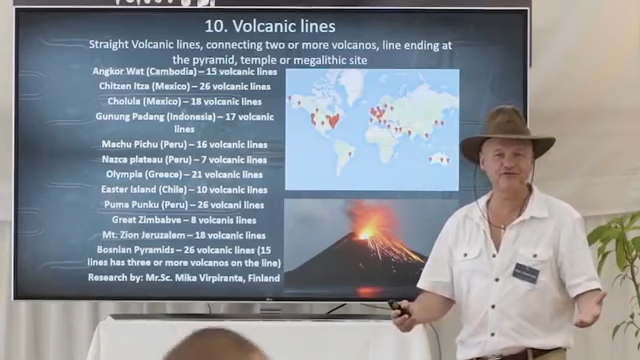 10. Volcanic lines
Straight Volcanic lines, connecting two or more volcanos, line ending at
the pyramid, temple or megalithic site
Angkor Wat (Cambodia) – 15 volcanic lines
Chitzen Itza (Mexico) – 26 volcanic lines
Cholula (Mexico) – 18 volcanic lines
Gunung Padang (Indonesia) – 17 volcanic
lines
Machu Pichu (Peru) – 16 volcanic lines
Nazca plateau (Peru) – 7 volcanic lines
Olympia (Greece) – 21 volcanic lines
Easter Island (Chile) – 10 volcanic lines
Puma Punku (Peru) – 26 volcani lines
Great Zimbabve – 8 volcanis lines
Mt. Zion Jeruzalem – 18 volcanic lines
Bosnian Pyramids – 26 volcanic lines (15
lines has three or more volcanos on the line)
Research by: Mr.Sc. Mika Virpiranta, Finland